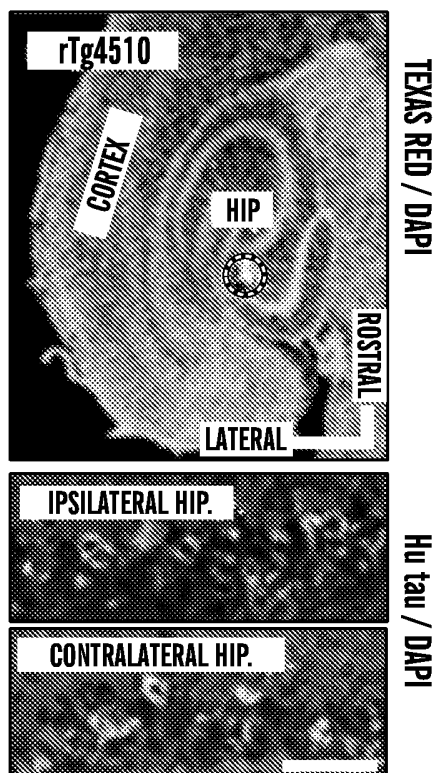 rTg4510
CORTEX
HIP
ROSTRAL
LATERAL
TEXAS RED / DAPI
IPSILATERAL HIP.
CONTRALATERAL HIP.
Hu tau / DAPI